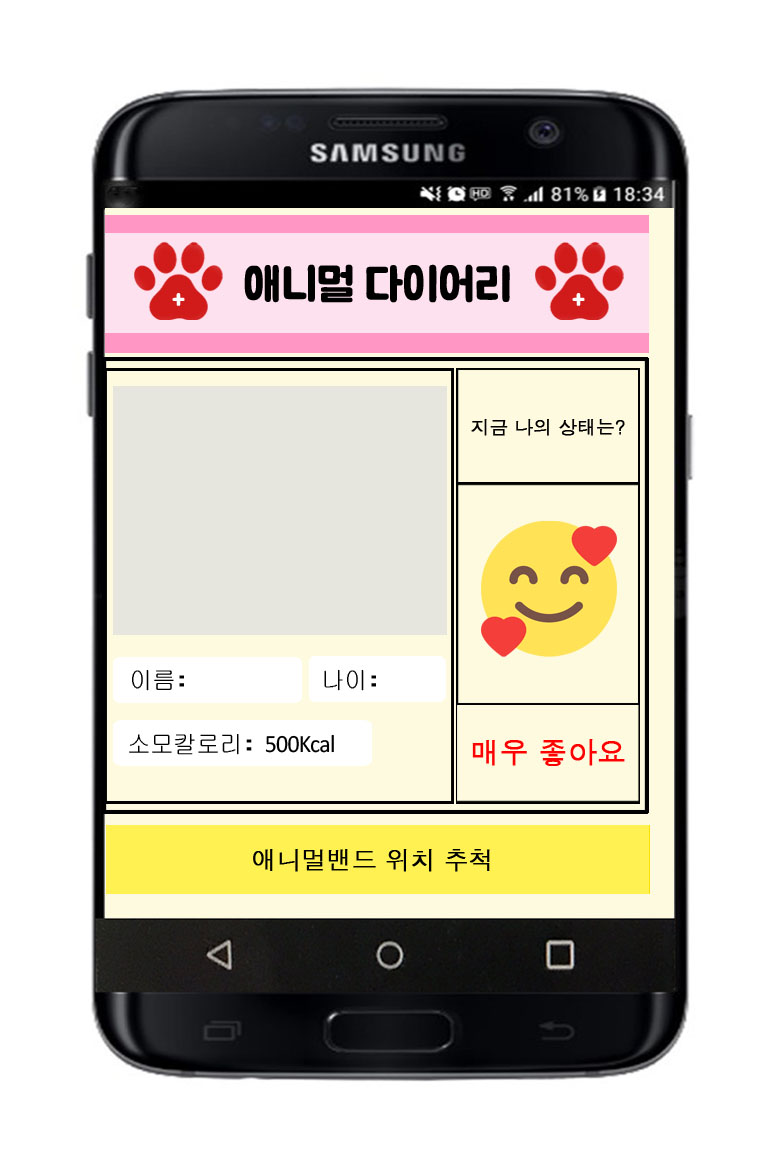 SAMSUNG
HD 81% 18:34
애니멀 다이어리
지금 나의 상태는?
이름: 나이:
소모칼로리: 500Kcal
매우 좋아요
애니멀밴드 위치 추척